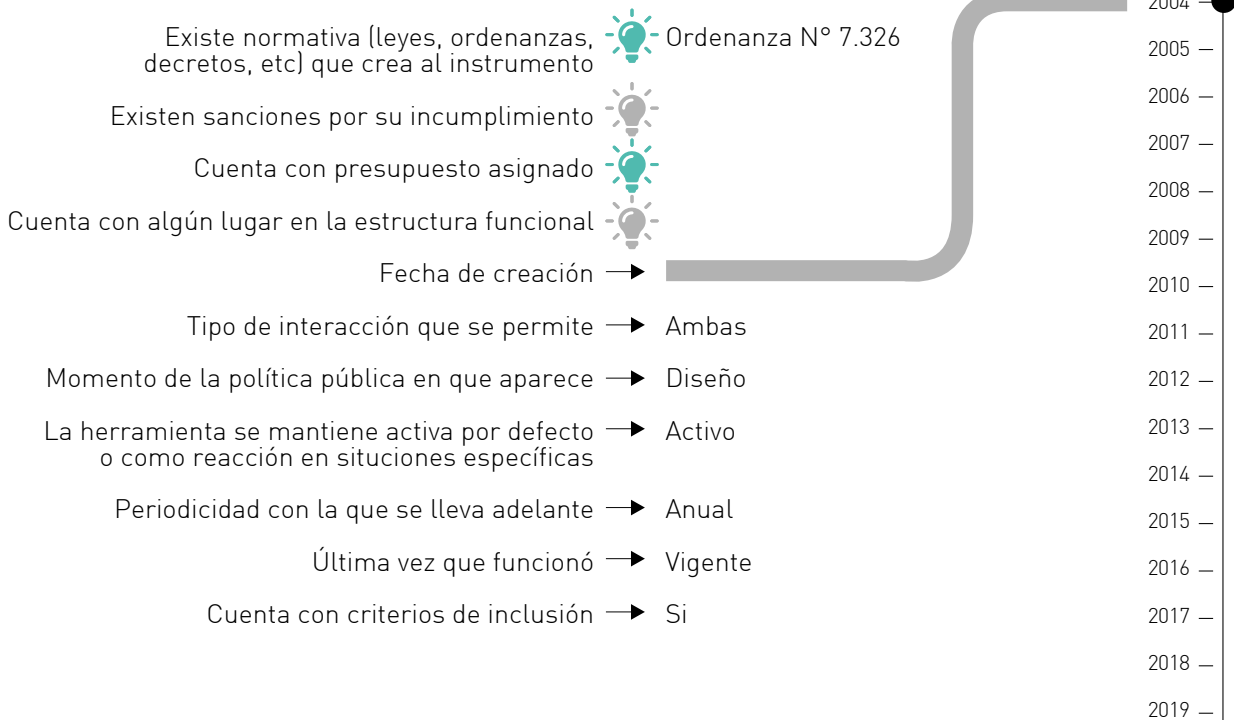 Existe normativa (leyes, ordenanzas,
decretos, etc) que crea al instrumento
Ordenanza N° 7.326
Existen sanciones por su incumplimiento
Cuenta con presupuesto asignado
Cuenta con algún lugar en la estructura funcional
Fecha de creación
Tipo de interacción que se permite
Ambas
Momento de la política pública en que aparece
Diseño
La herramienta se mantiene activa por defecto
o como reacción en situciones específicas
Activo
Periodicidad con la que se lleva adelante
Anual
Última vez que funcionó
Vigente
Cuenta con criterios de inclusión
Si
2004
2005
2006
2007
2008
2009
2010
2011
2012
2013
2014
2015
2016
2017
2018
2019